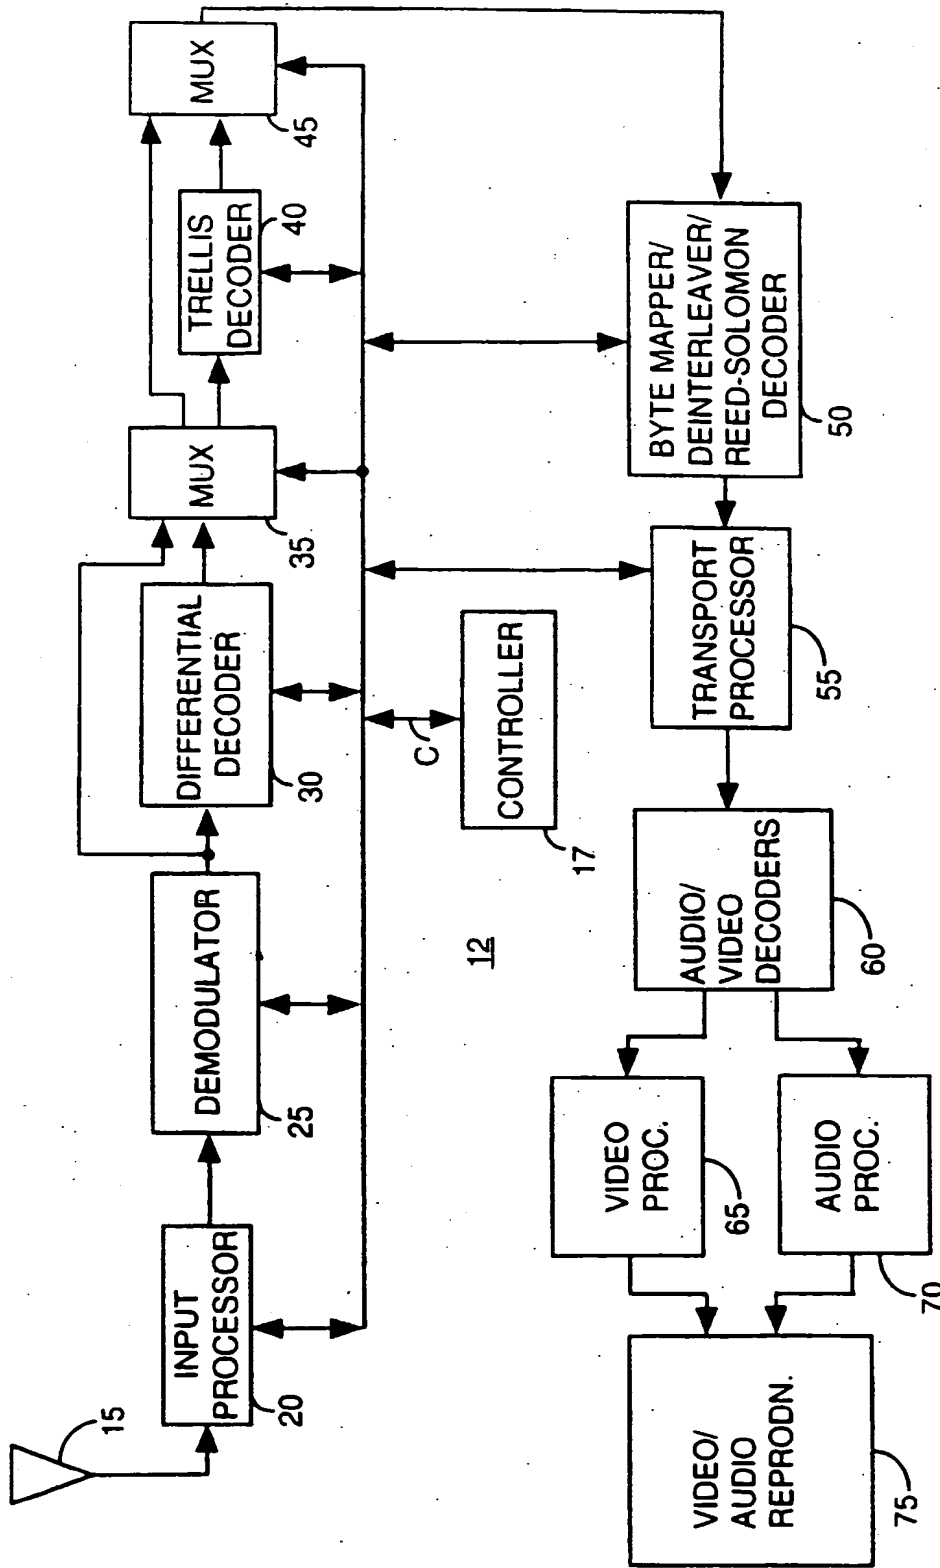 15
INPUT
PROCESSOR
20
DEMODULATOR
25
DIFFERENTIAL
DECODER
30
MUX
35
TRELLIS
DECODER
40
MUX
45
12
C
CONTROLLER
17
VIDEO/
AUDIO
REPRODN.
75
VIDEO
PROC.
65
AUDIO
PROC.
70
AUDIO/
VIDEO
DECODERS
60
TRANSPORT
PROCESSOR
55
BYTE MAPPER/
DEINTERLEAVER/
REED-SOLOMON
DECODER
50